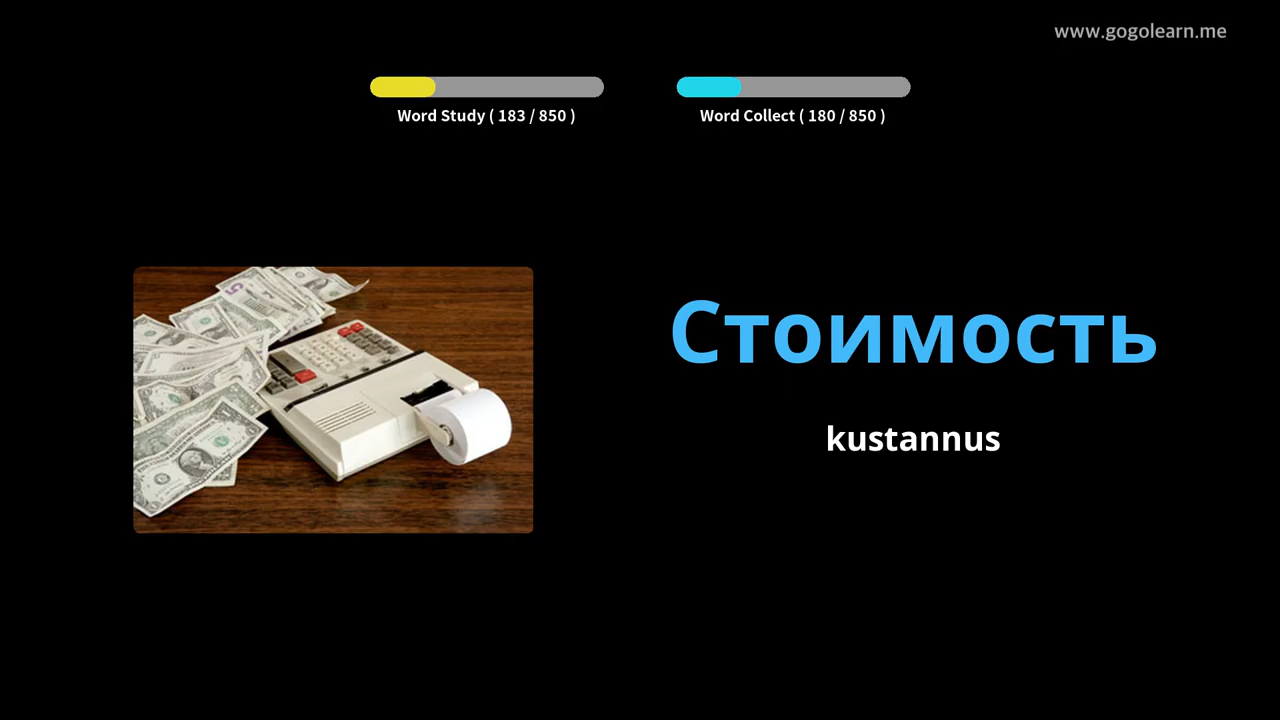 www.gogolearn.me
Word Study ( 183 / 850 )
Word Collect ( 180 / 850 )
Стоимость
kustannus